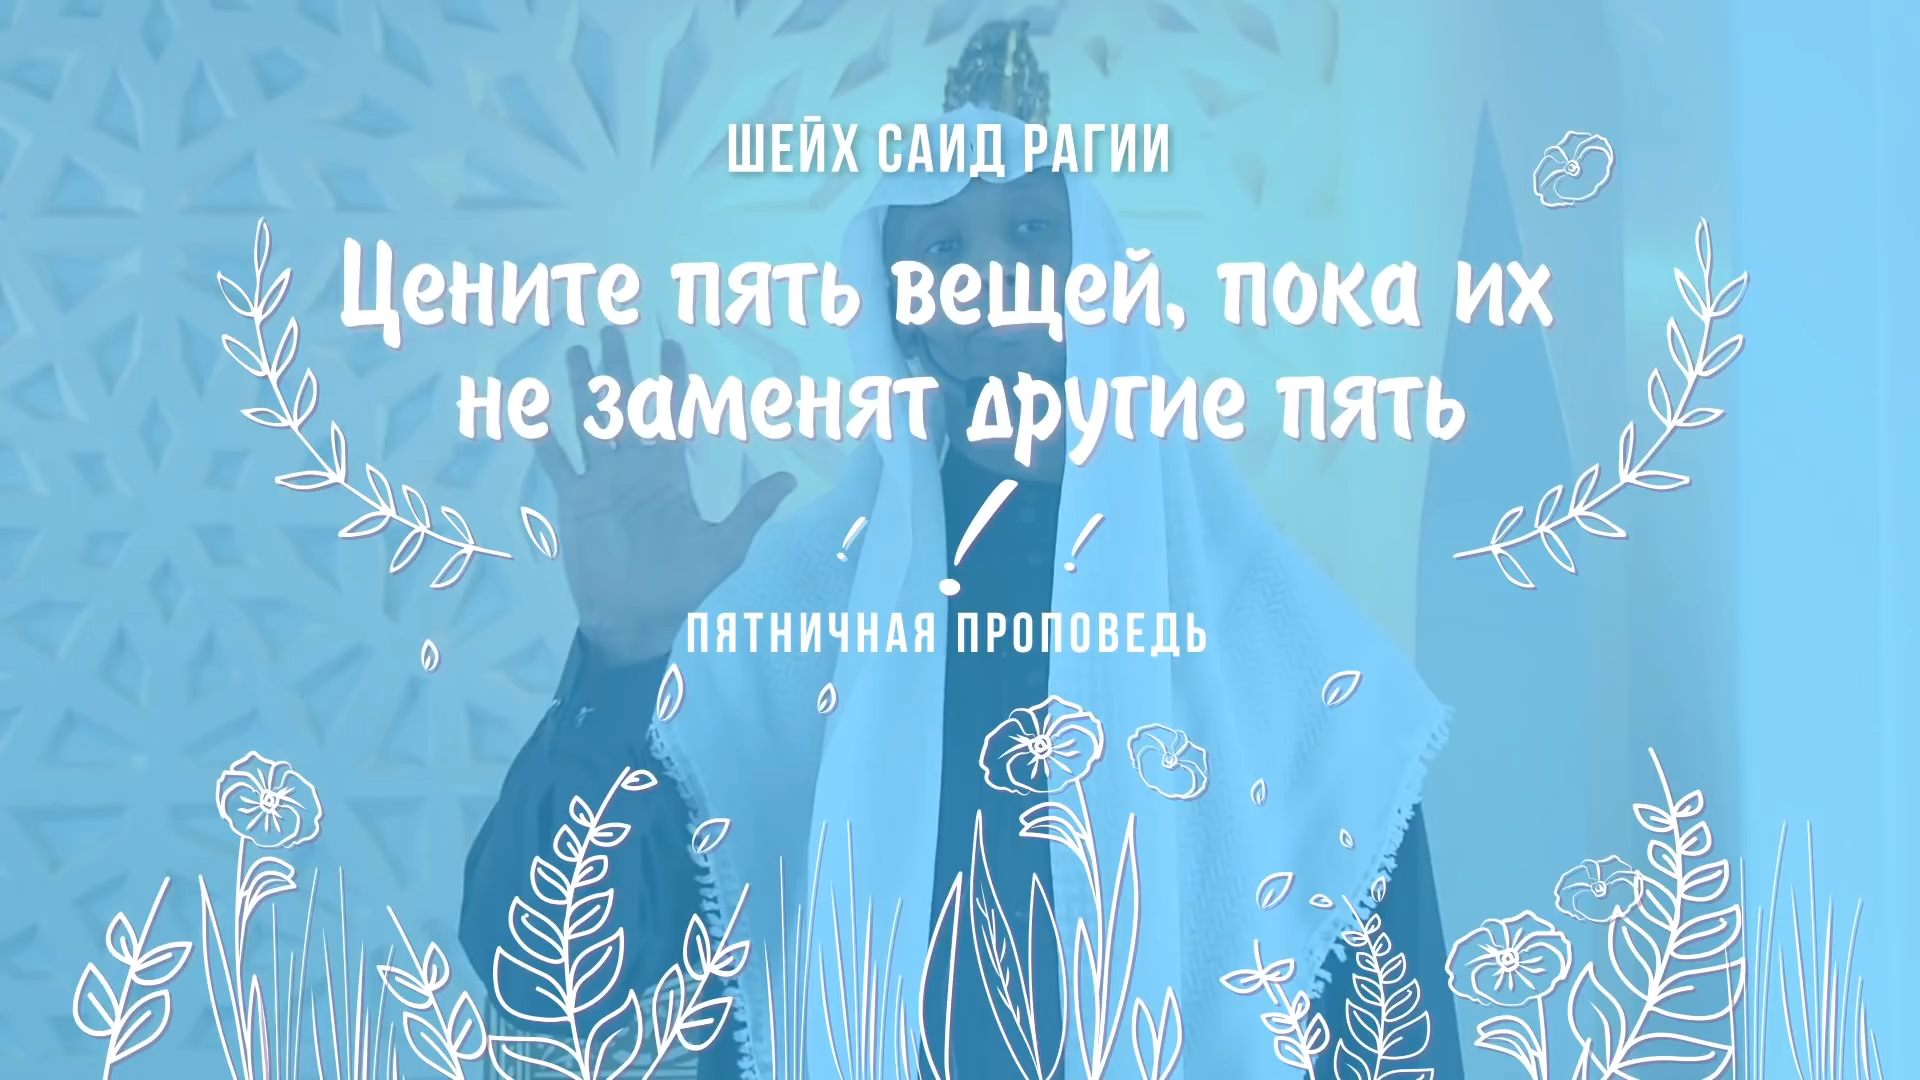 ШЕЙХ САИД РАГИИ
Цените пять вещей, пока их
не заменят другие пять
! ! !
ПЯТНИЧНАЯ ПРОПОВЕДЬ